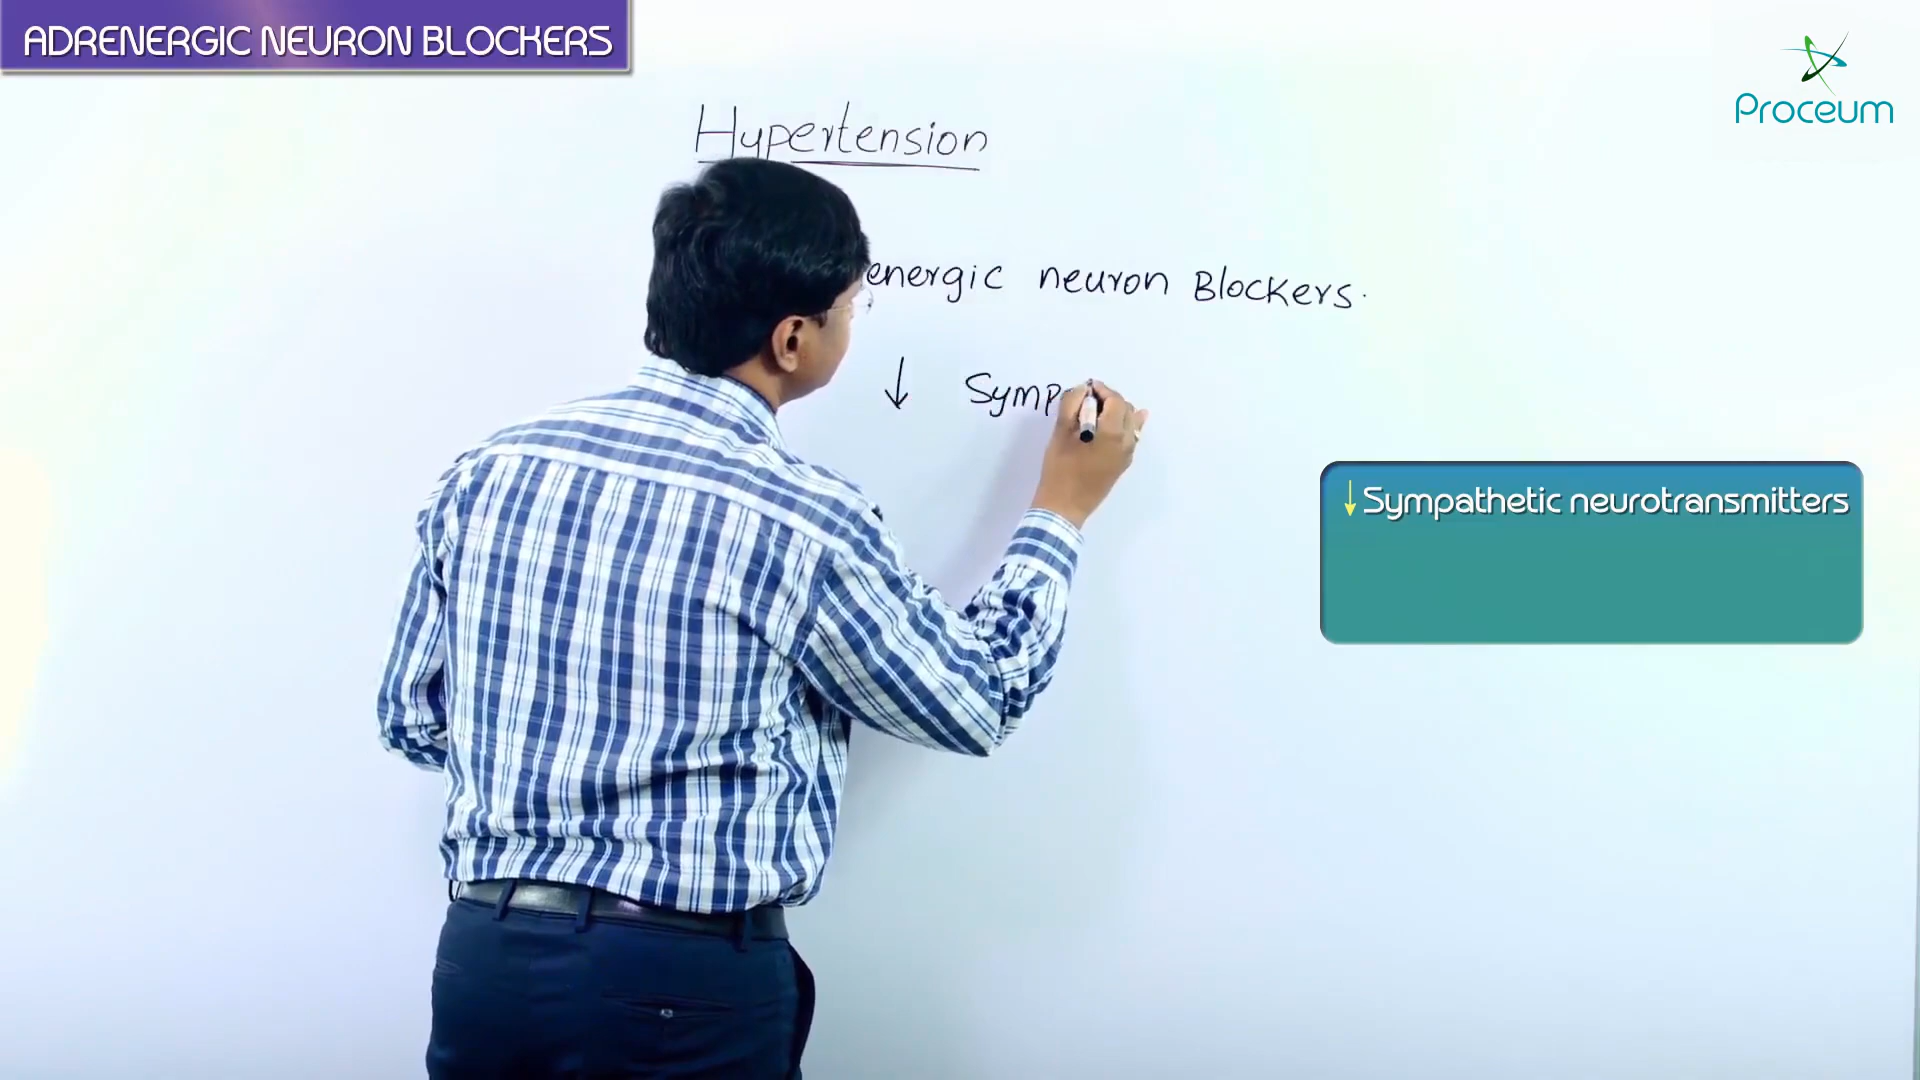 ADRENERGIC NEURON BLOCKERS
Proceum
Hypertension
energic neuron Blockers.
↓ Symp
↓ Sympathetic neurotransmitters